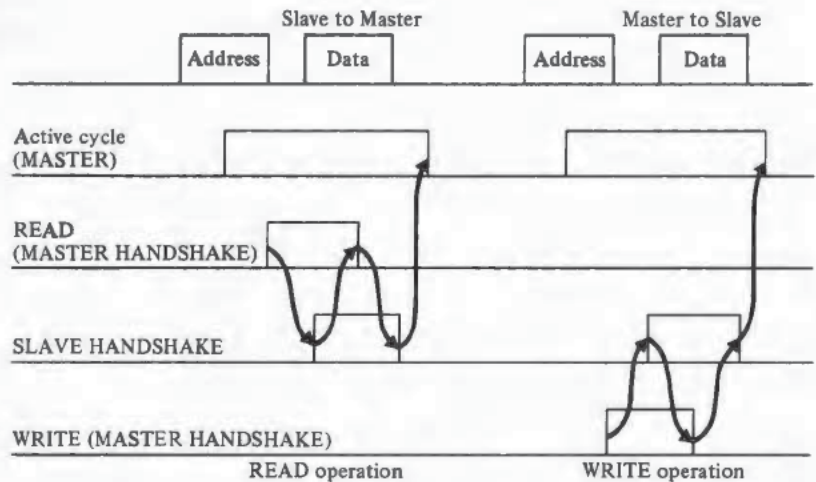 Slave to Master
Master to Slave
Address
Data
Address
Data
Active cycle
(MASTER)
READ
(MASTER HANDSHAKE)
SLAVE HANDSHAKE
WRITE (MASTER HANDSHAKE)
READ operation
WRITE operation